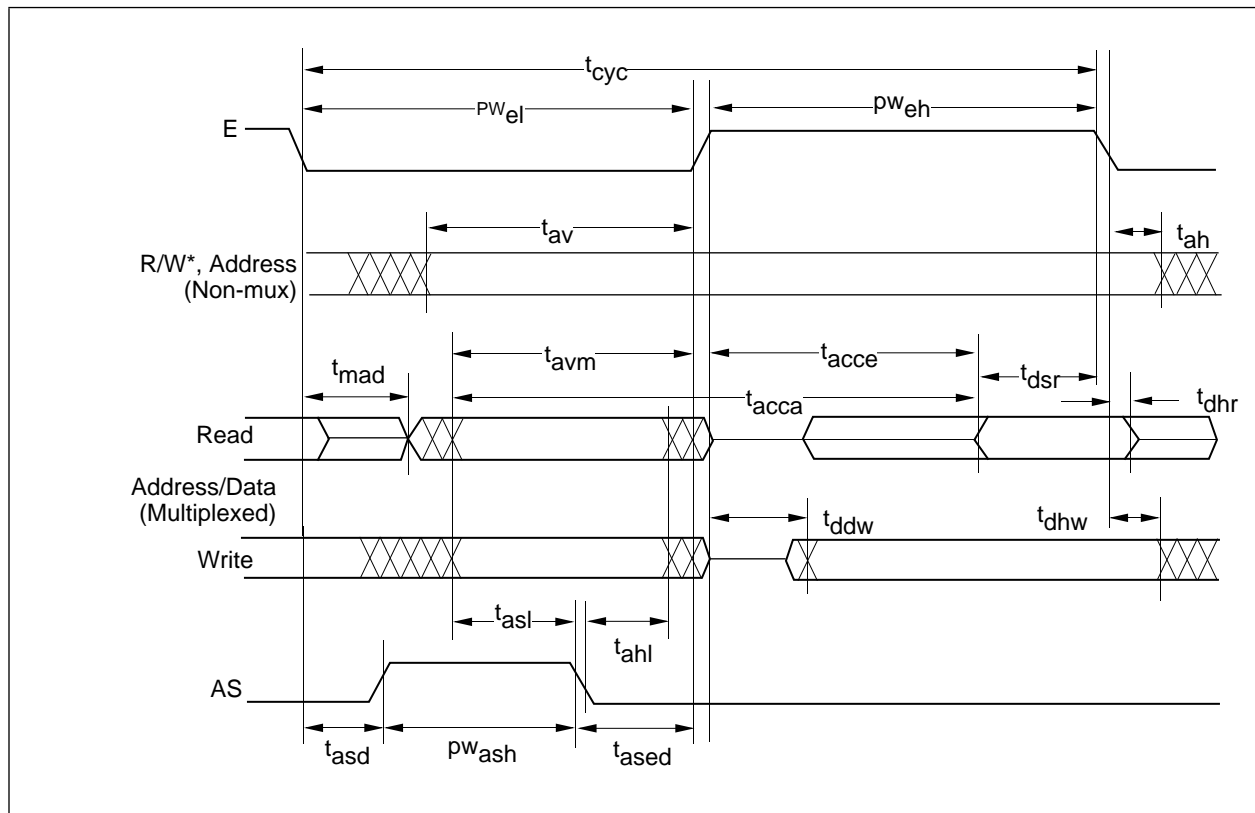 tcyc
PWel
pweh
E
tav
tah
R/W*, Address
(Non-mux)
tavm
tacce
tmad
tdsr
tacca
tdhr
Read
Address/Data
(Multiplexed)
tddw
tdhw
Write
tasl
tahl
AS
tasd
pwash
tased